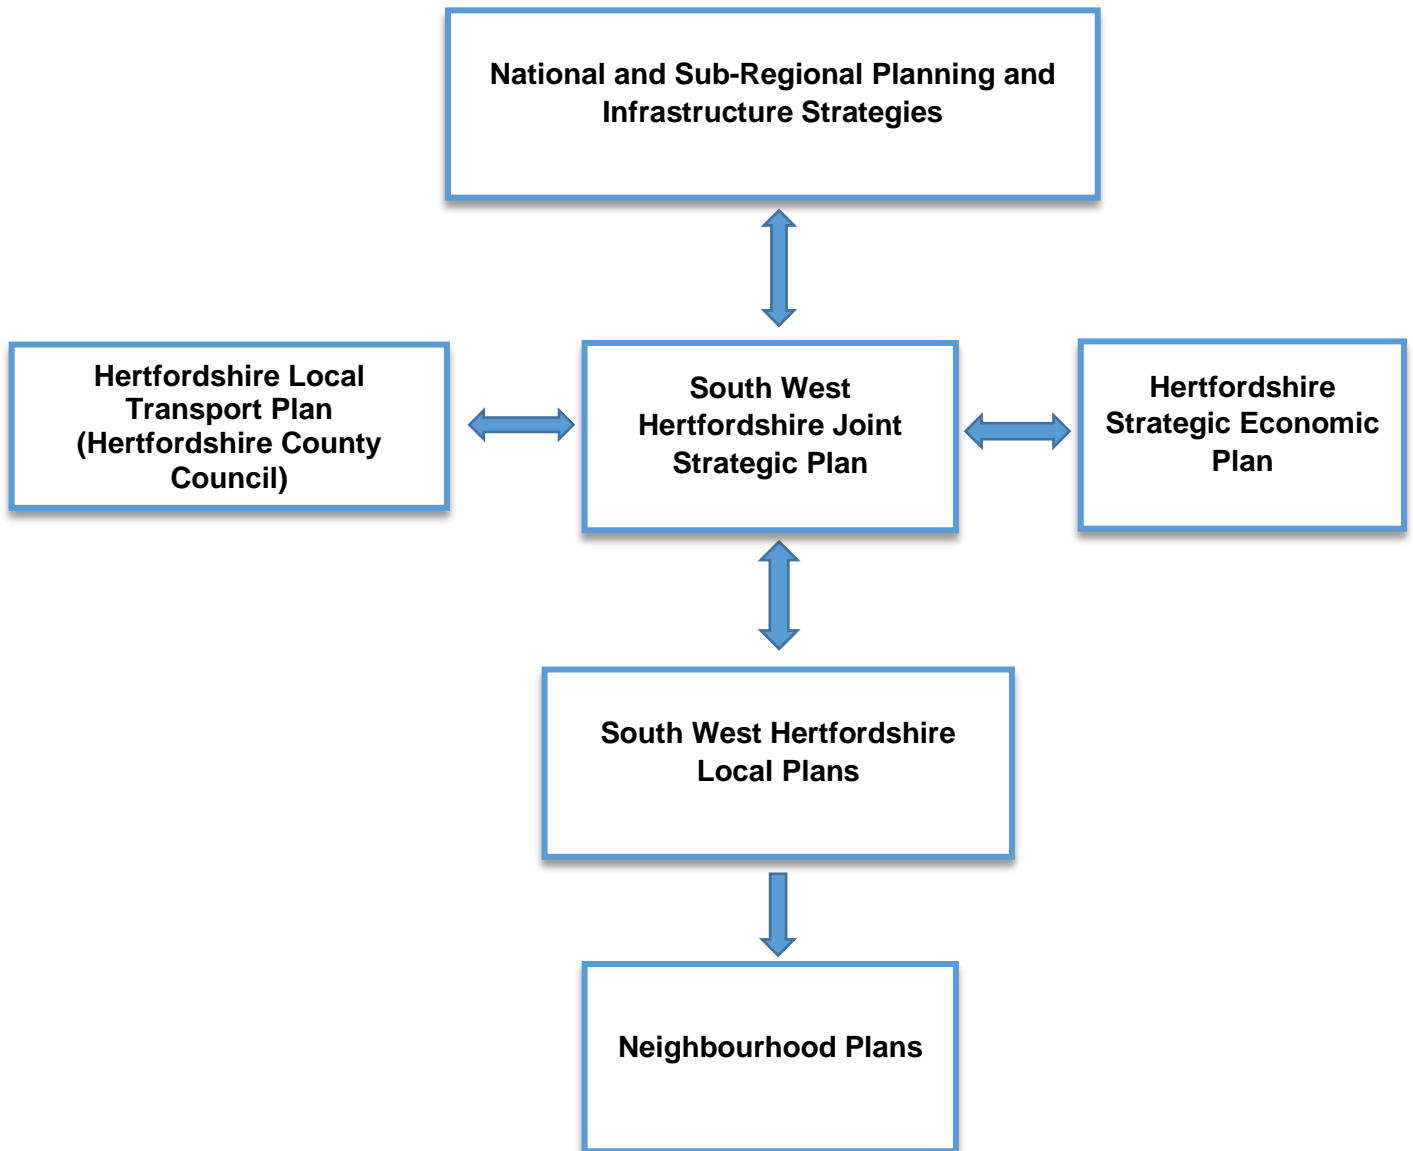 National and Sub-Regional Planning and
Infrastructure Strategies
Hertfordshire Local
Transport Plan
(Hertfordshire County
Council)
South West
Hertfordshire Joint
Strategic Plan
Hertfordshire
Strategic Economic
Plan
South West Hertfordshire
Local Plans
Neighbourhood Plans